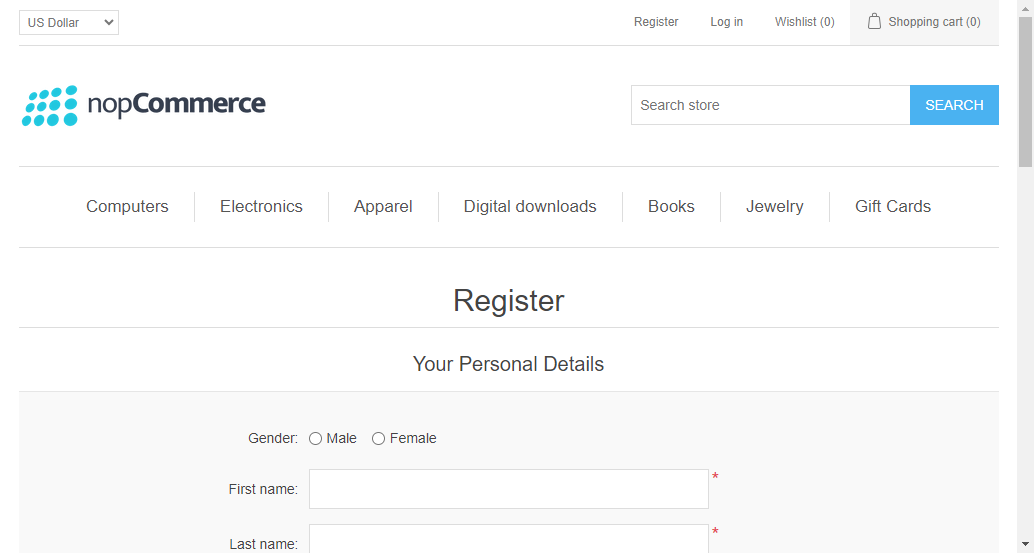 US Dollar
Register
Log in
Wishlist (0)
Shopping cart (0)
nopCommerce
Search store
SEARCH
Computers
Electronics
Apparel
Digital downloads
Books
Jewelry
Gift Cards
Register
Your Personal Details
Gender: Male Female
First name: *
Last name: *